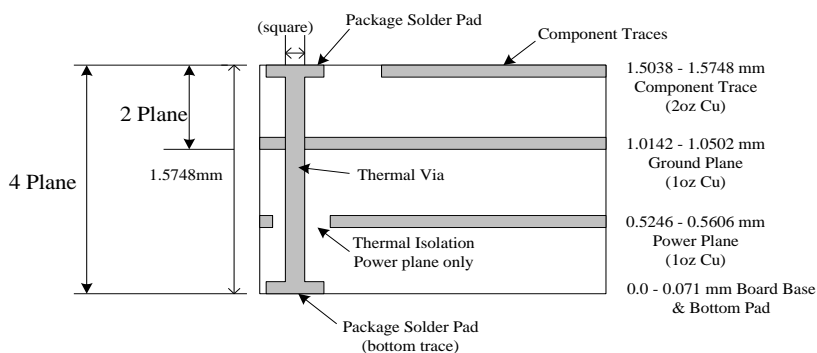 (square)
Package Solder Pad
Component Traces
1.5038 - 1.5748 mm
Component Trace
(2oz Cu)
2 Plane
1.0142 - 1.0502 mm
Ground Plane
(1oz Cu)
4 Plane
1.5748mm
Thermal Via
0.5246 - 0.5606 mm
Power Plane
(1oz Cu)
Thermal Isolation
Power plane only
0.0 - 0.071 mm Board Base
& Bottom Pad
Package Solder Pad
(bottom trace)